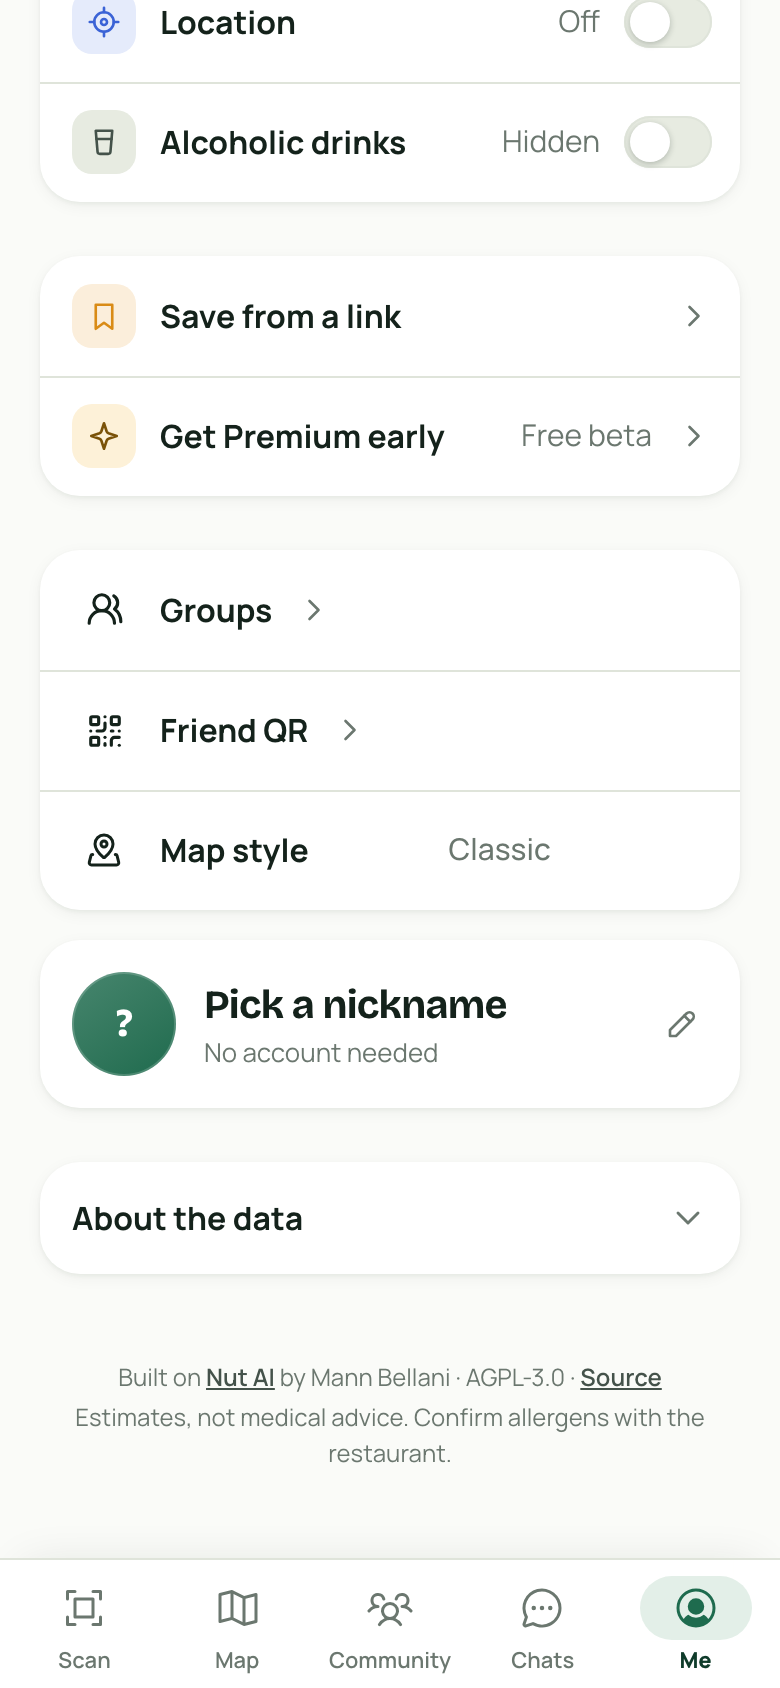 Location Off
Alcoholic drinks Hidden
Save from a link
Get Premium early Free beta
Groups
Friend QR
Map style Classic
?
Pick a nickname
No account needed
About the data
Built on Nut AI by Mann Bellani · AGPL-3.0 · Source
Estimates, not medical advice. Confirm allergens with the
restaurant.
Scan Map Community Chats Me